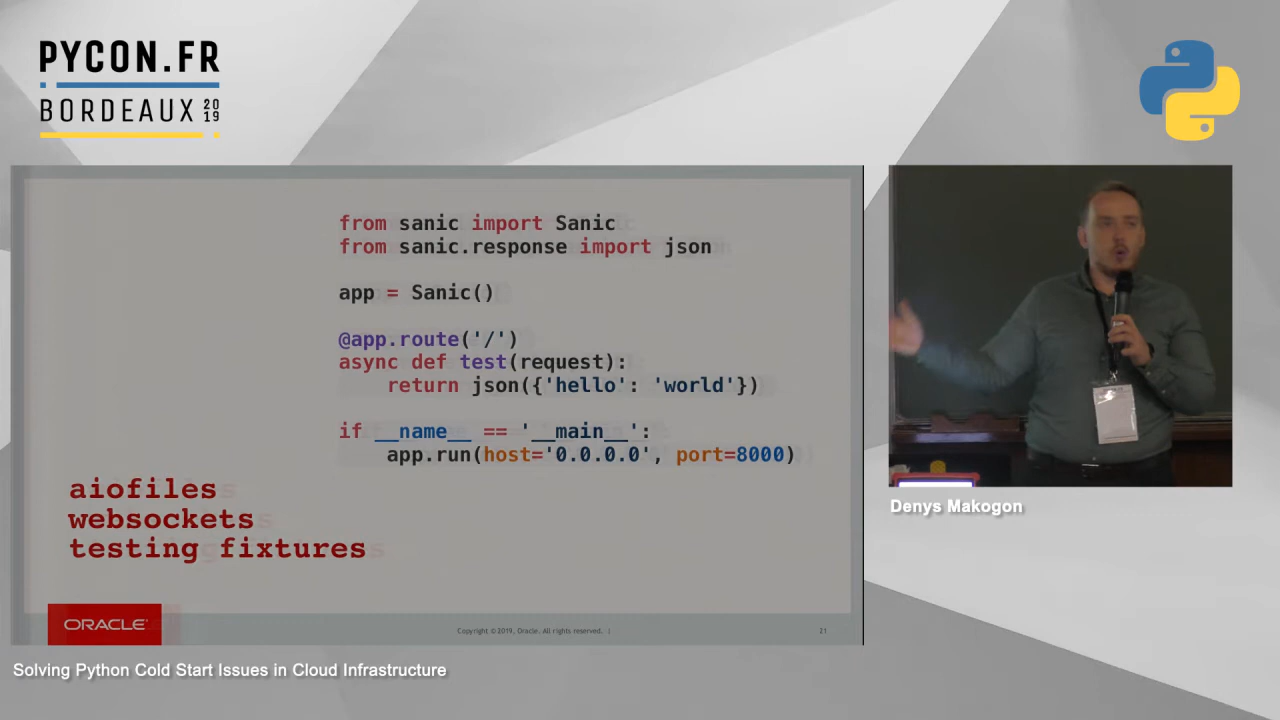 PYCON.FR
BORDEAUX 2019
from sanic import Sanic
from sanic.response import json
app = Sanic()
@app.route('/')
async def test(request):
    return json({'hello': 'world'})
if __name__ == '__main__':
    app.run(host='0.0.0.0', port=8000)
aiofiles
websockets
testing fixtures
ORACLE
Copyright © 2019, Oracle. All rights reserved. |
21
Denys Makogon
Solving Python Cold Start Issues in Cloud Infrastructure